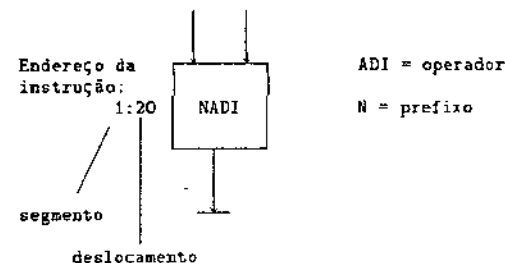 Endereço da
instrução:
1:20
NADI
ADI = operador
N = prefixo
segmento
deslocamento